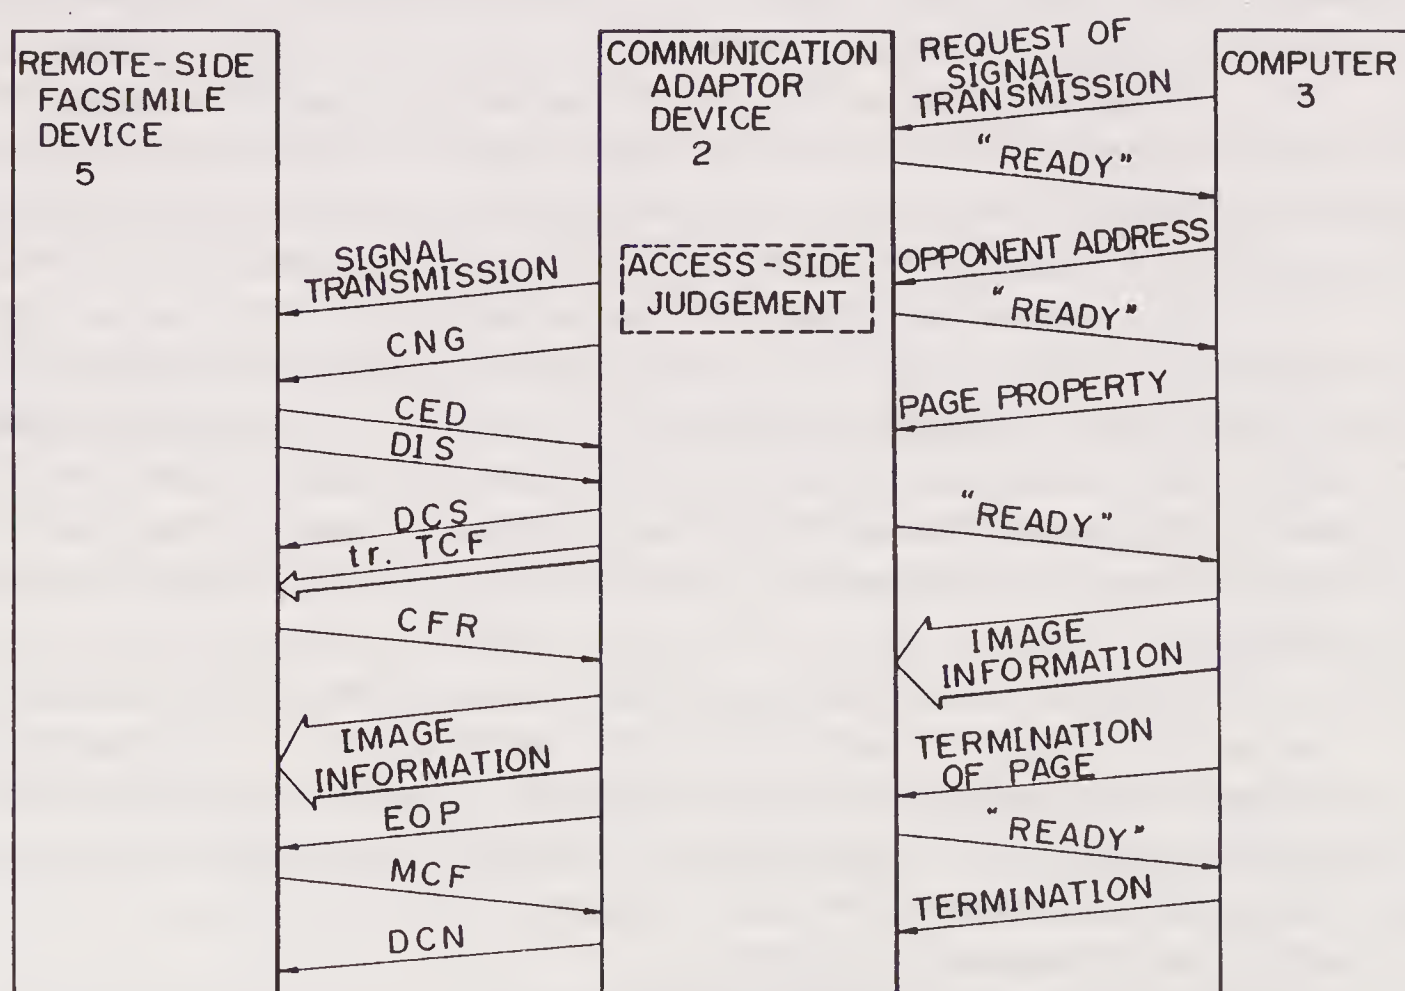 REMOTE-SIDE
FACSIMILE
DEVICE
5
COMMUNICATION
ADAPTOR
DEVICE
2
COMPUTER
3
REQUEST OF
SIGNAL
TRANSMISSION
"READY"
OPPONENT ADDRESS
ACCESS-SIDE
JUDGEMENT
SIGNAL
TRANSMISSION
"READY"
CNG
PAGE PROPERTY
CED
DIS
DCS
"READY"
tr. TCF
CFR
IMAGE
INFORMATION
IMAGE
INFORMATION
TERMINATION
OF PAGE
EOP
"READY"
MCF
TERMINATION
DCN